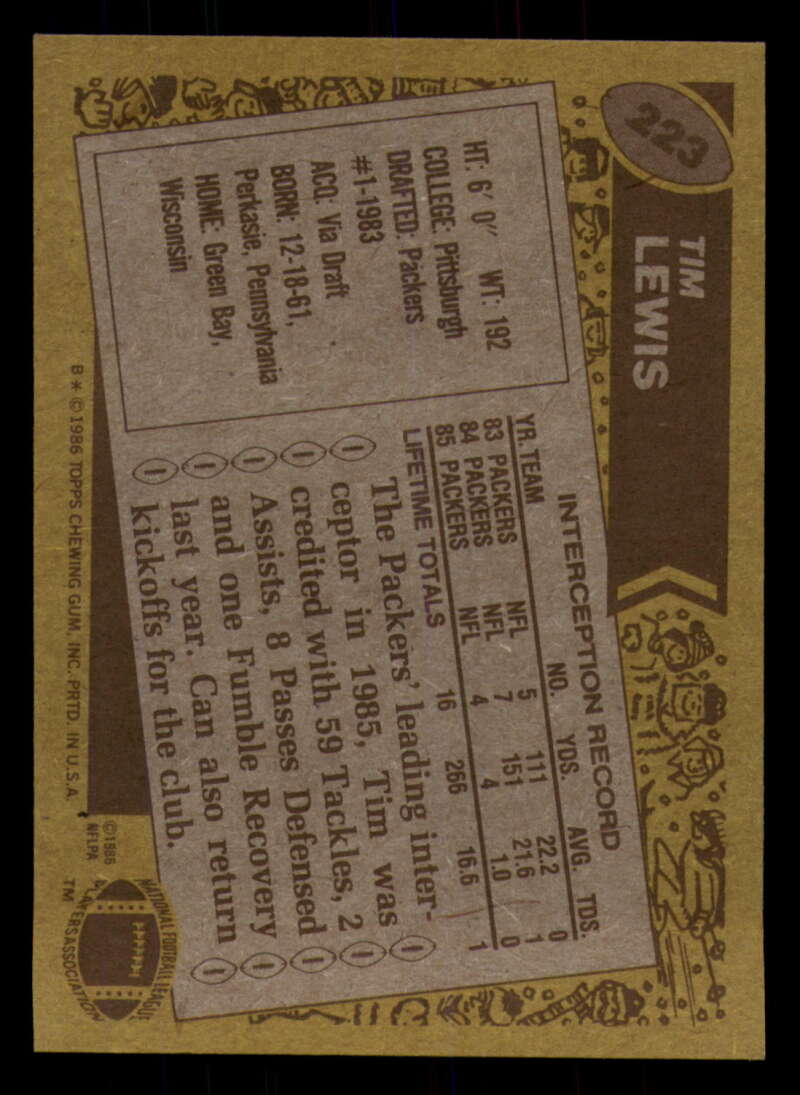 223
TIM
LEWIS
HT: 6' 0" WT: 192
COLLEGE: Pittsburgh
DRAFTED: Packers
#1-1983
ACQ: Via Draft
BORN: 12-18-61,
Perkasie, Pennsylvania
HOME: Green Bay,
Wisconsin
INTERCEPTION RECORD
YR. TEAM NO. YDS. AVG. TDS.
83 PACKERS NFL 5 111 22.2 0
84 PACKERS NFL 7 151 21.6 1
85 PACKERS NFL 4 4 1.0 0
LIFETIME TOTALS 16 266 16.6 1
The Packers' leading inter-
ceptor in 1985, Tim was
credited with 59 Tackles, 2
Assists, 8 Passes Defensed
and one Fumble Recovery
last year. Can also return
kickoffs for the club.
B * © 1986 TOPPS CHEWING GUM, INC. PRTD. IN U.S.A.
©1986
NFLPA
NATIONAL FOOTBALL LEAGUE
PLAYERS ASSOCIATION
TM